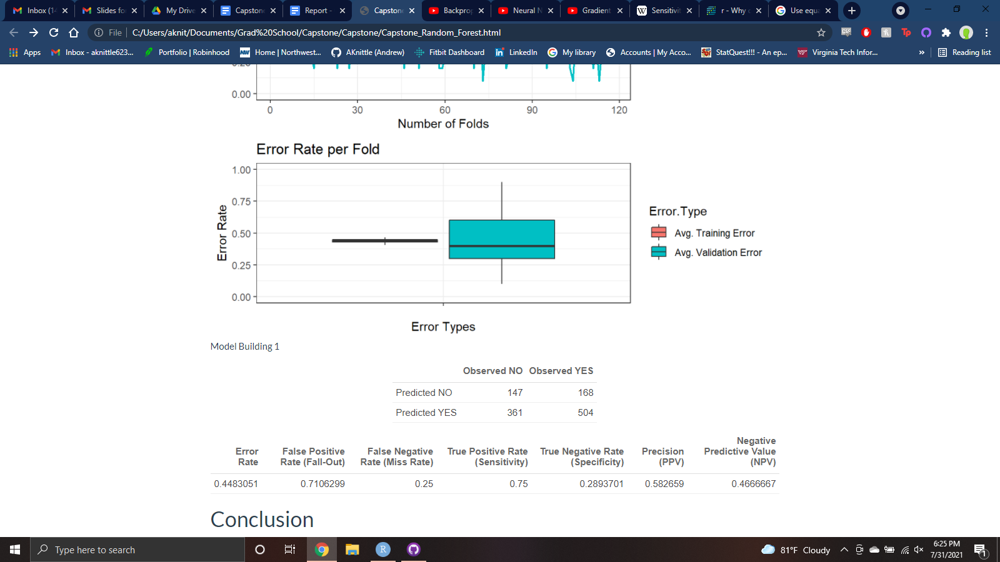 Inbox (14
Slides fo
My Drive
Capstone
Report -
Capstone
Backprop
Neural N
Gradient
Sensitivit
r - Why
Use equa
File
C:/Users/aknit/Documents/Grad%20School/Capstone/Capstone/Capstone_Random_Forest.html
Apps
Inbox - aknittle623...
Portfolio | Robinhood
Home | Northwest...
AKnittle (Andrew)
Fitbit Dashboard
LinkedIn
My library
Accounts | My Acco...
StatQuest!!! - An ep...
Virginia Tech Infor...
»
Reading list
0.00
0 30 60 90 120
Number of Folds
Error Rate per Fold
1.00
0.75
0.50
0.25
0.00
Error Rate
Error Types
Error.Type
Avg. Training Error
Avg. Validation Error
Model Building 1
Observed NO Observed YES
Predicted NO 147 168
Predicted YES 361 504
Error Rate
False Positive Rate (Fall-Out)
False Negative Rate (Miss Rate)
True Positive Rate (Sensitivity)
True Negative Rate (Specificity)
Precision (PPV)
Negative Predictive Value (NPV)
0.4483051 0.7106299 0.25 0.75 0.2893701 0.582659 0.4666667
Conclusion
Type here to search
81°F Cloudy
6:25 PM
7/31/2021
1